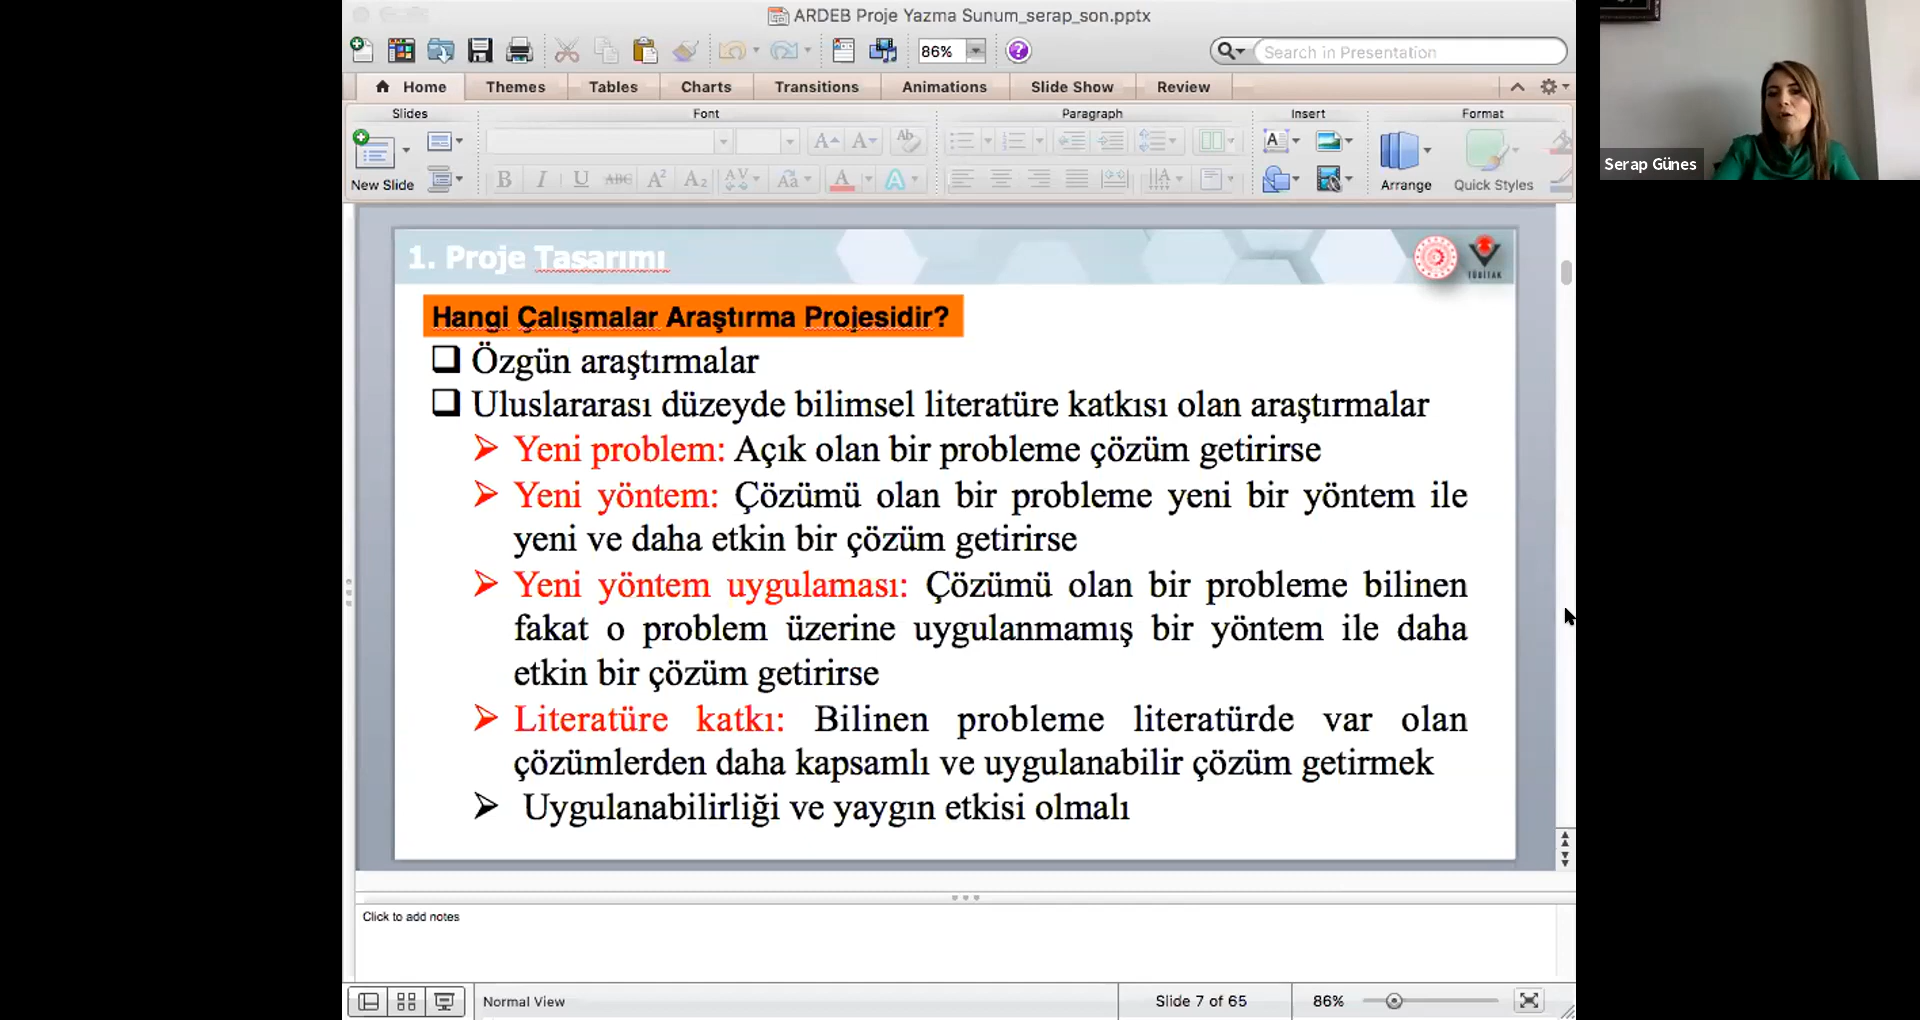 ARDEB Proje Yazma Sunum_serap_son.pptx
86%
Search in Presentation
Home Themes Tables Charts Transitions Animations Slide Show Review
Slides Font Paragraph Insert Format
New Slide
Arrange Quick Styles
Serap Günes
1. Proje Tasarımı
TÜBİTAK
Hangi Çalışmalar Araştırma Projesidir?
Özgün araştırmalar
Uluslararası düzeyde bilimsel literatüre katkısı olan araştırmalar
Yeni problem: Açık olan bir probleme çözüm getirirse
Yeni yöntem: Çözümü olan bir probleme yeni bir yöntem ile
yeni ve daha etkin bir çözüm getirirse
Yeni yöntem uygulaması: Çözümü olan bir probleme bilinen
fakat o problem üzerine uygulanmamış bir yöntem ile daha
etkin bir çözüm getirirse
Literatüre katkı: Bilinen probleme literatürde var olan
çözümlerden daha kapsamlı ve uygulanabilir çözüm getirmek
Uygulanabilirliği ve yaygın etkisi olmalı
Click to add notes
Normal View
Slide 7 of 65
86%